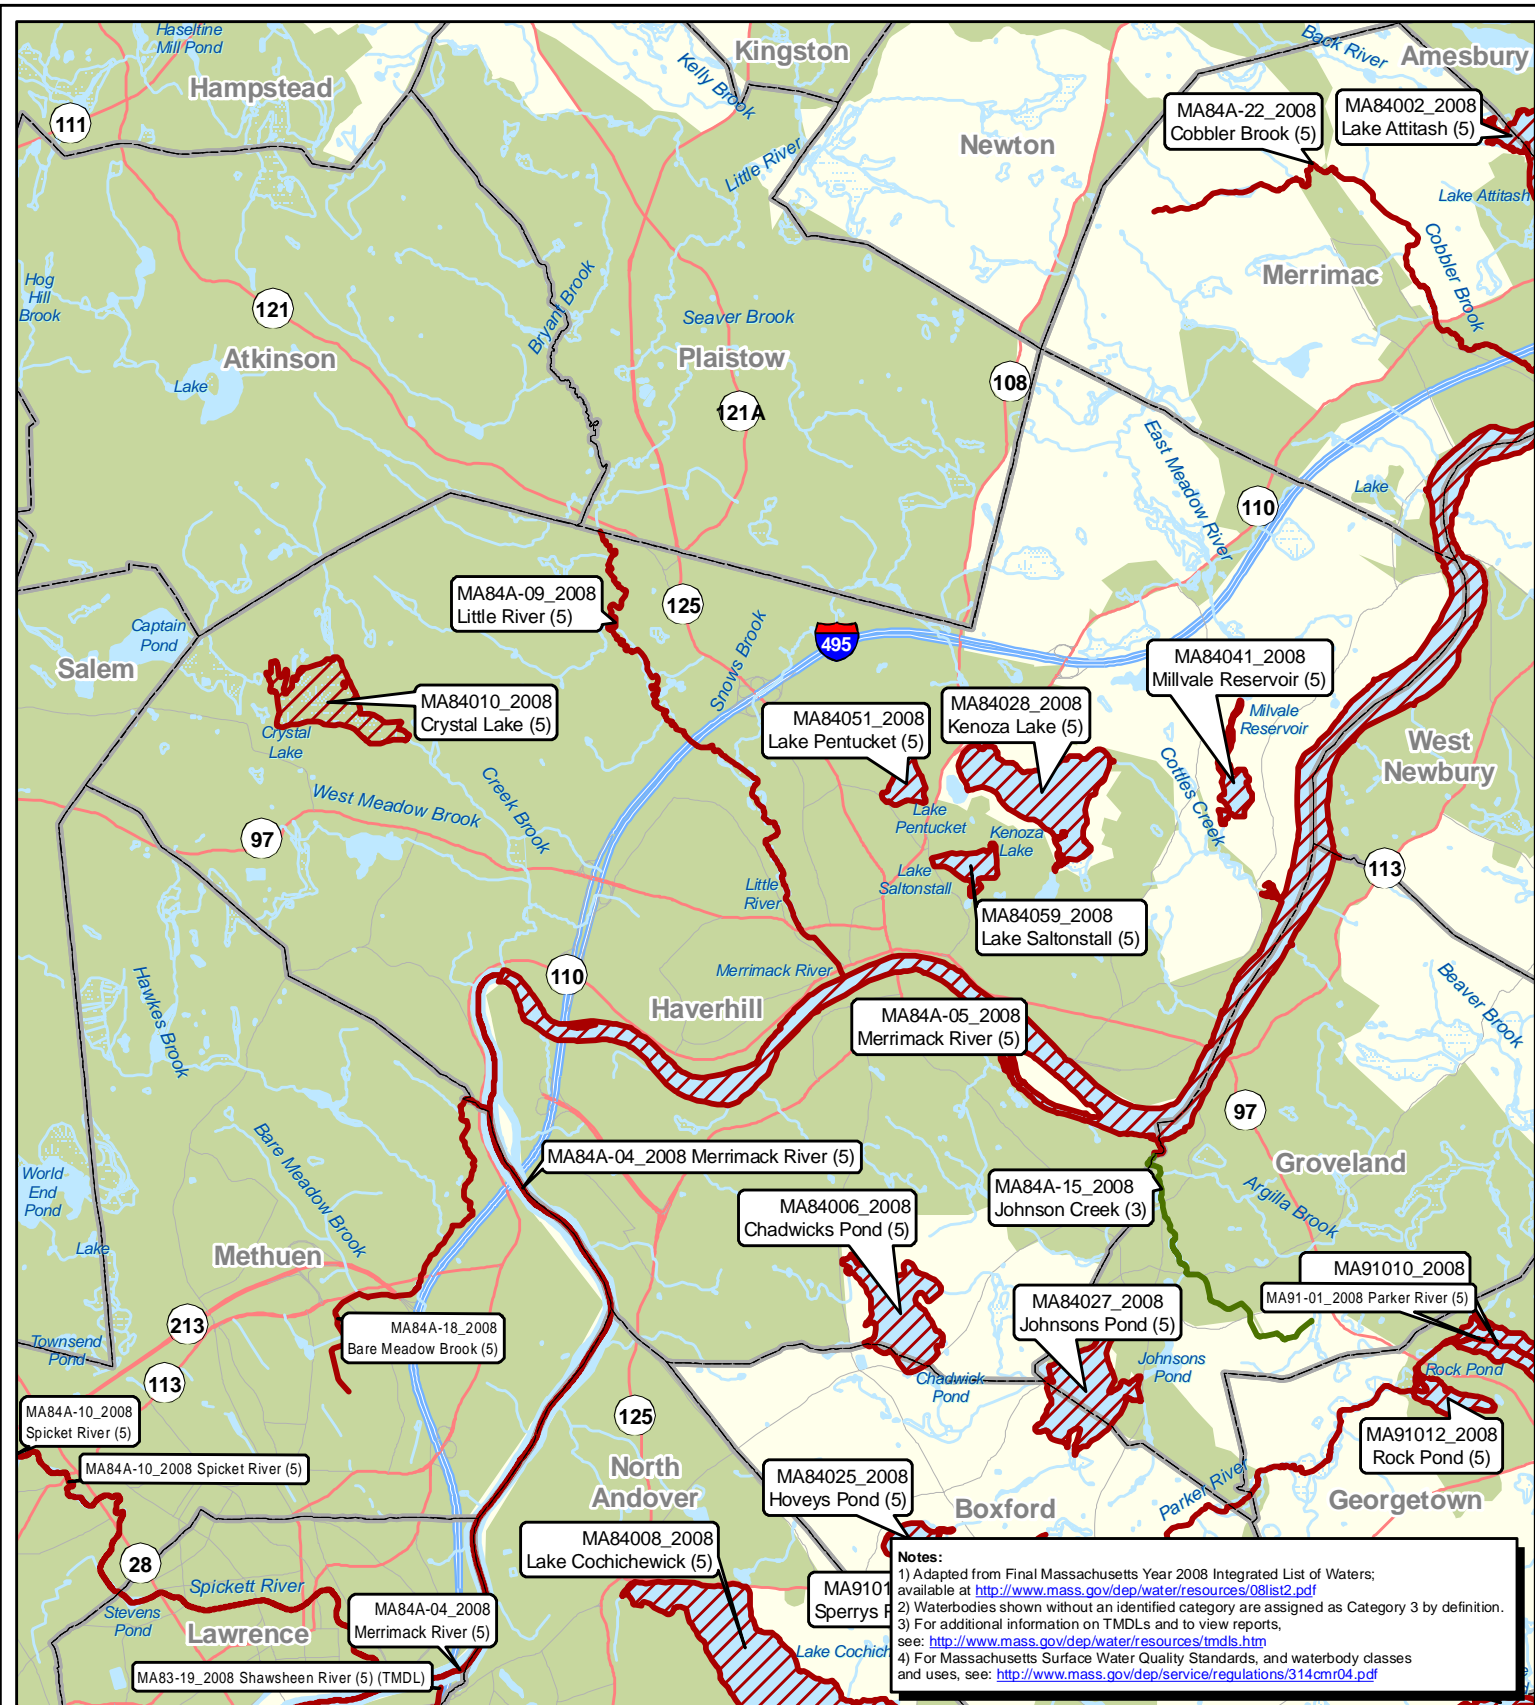 Haseltine
Mill Pond
Kingston
Back River
Amesbury
Hampstead
Kelly Brook
MA84A-22_2008
Cobbler Brook (5)
MA84002_2008
Lake Attitash (5)
111
Newton
Little River
Lake Attitash
Cobbler Brook
Hog
Hill
Brook
Merrimac
121
Bryant Brook
Seaver Brook
Atkinson
Plaistow
Lake
108
121A
East Meadow River
Lake
110
MA84A-09_2008
Little River (5)
125
Captain
Pond
Snows Brook
495
Salem
MA84041_2008
Millvale Reservoir (5)
MA84010_2008
Crystal Lake (5)
MA84051_2008
Lake Pentucket (5)
MA84028_2008
Kenoza Lake (5)
Milvale
Reservoir
Crystal
Lake
West
Newbury
Creek Brook
Cottles Creek
West Meadow Brook
Lake
Pentucket
97
Kenoza
Lake
Lake
Saltonstall
113
Little
River
MA84059_2008
Lake Saltonstall (5)
Merrimack River
110
Hawkes Brook
Haverhill
Beaver Brook
MA84A-05_2008
Merrimack River (5)
97
Bare Meadow Brook
MA84A-04_2008 Merrimack River (5)
World
End
Pond
Groveland
MA84A-15_2008
Johnson Creek (3)
Argilla Brook
MA84006_2008
Chadwicks Pond (5)
Lake
Methuen
MA91010_2008
MA91-01_2008 Parker River (5)
MA84027_2008
Johnsons Pond (5)
213
MA84A-18_2008
Bare Meadow Brook (5)
Townsend
Pond
Johnsons
Pond
Rock Pond
113
Chadwick
Pond
MA84A-10_2008
Spicket River (5)
125
MA91012_2008
Rock Pond (5)
MA84A-10_2008 Spicket River (5)
North
Andover
MA84025_2008
Hoveys Pond (5)
Parker River
Boxford
Georgetown
MA84008_2008
Lake Cochichewick (5)
28
Spickett River
Stevens
Pond
Lawrence
MA84A-04_2008
Merrimack River (5)
MA9101
Sperrys P
Lake Cochich
MA83-19_2008 Shawsheen River (5) (TMDL)
Notes:
1) Adapted from Final Massachusetts Year 2008 Integrated List of Waters;
available at http://www.mass.gov/dep/water/resources/08list2.pdf
2) Waterbodies shown without an identified category are assigned as Category 3 by definition.
3) For additional information on TMDLs and to view reports,
see: http://www.mass.gov/dep/water/resources/tmdls.htm
4) For Massachusetts Surface Water Quality Standards, and waterbody classes
and uses, see: http://www.mass.gov/dep/service/regulations/314cmr04.pdf